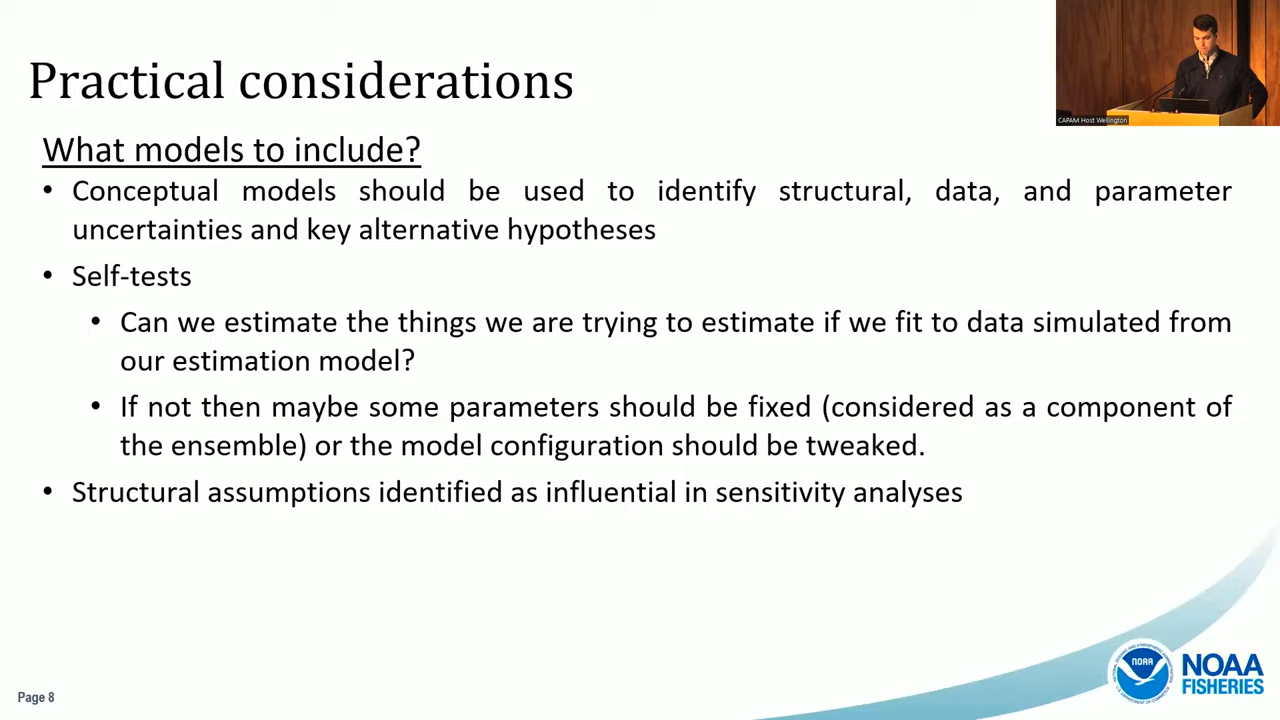 Practical considerations
CAPAM Host Wellington
What models to include?
• Conceptual models should be used to identify structural, data, and parameter
uncertainties and key alternative hypotheses
• Self-tests
• Can we estimate the things we are trying to estimate if we fit to data simulated from
our estimation model?
• If not then maybe some parameters should be fixed (considered as a component of
the ensemble) or the model configuration should be tweaked.
• Structural assumptions identified as influential in sensitivity analyses
Page 8
NOAA
NOAA
FISHERIES